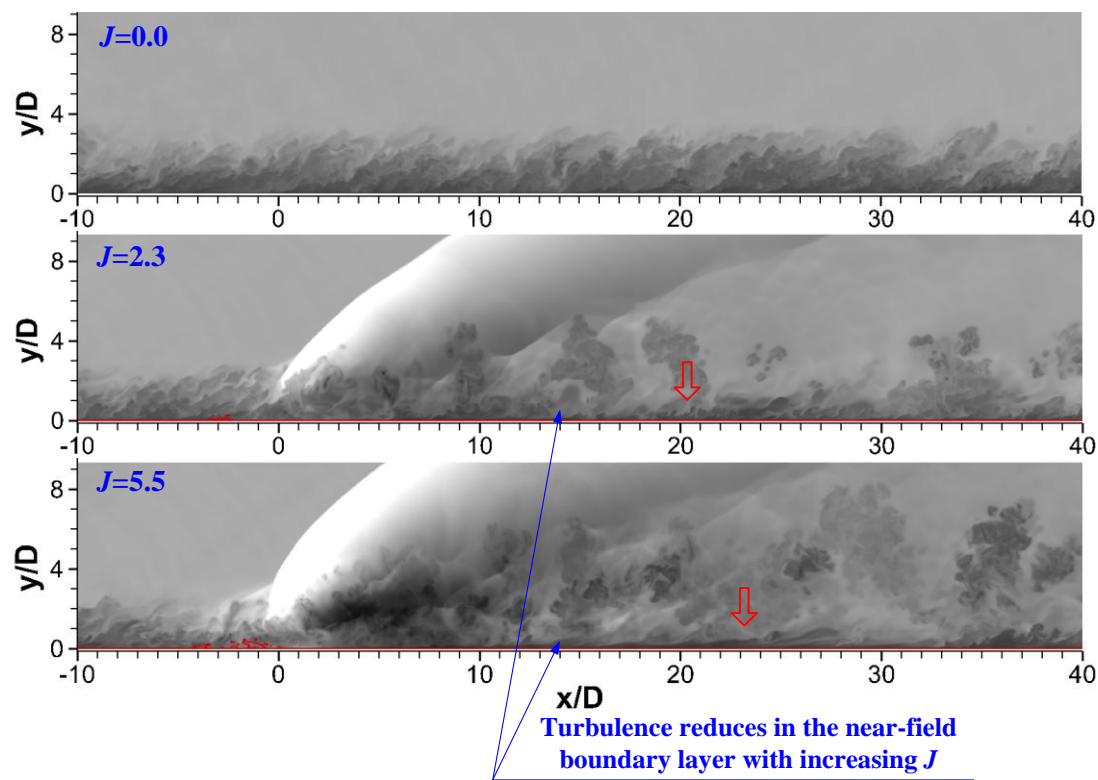 J=0.0
y/D
8
4
0
-10 0 10 20 30 40
J=2.3
y/D
8
4
0
-10 0 10 20 30 40
J=5.5
y/D
8
4
0
-10 0 10 20 30 40
x/D
Turbulence reduces in the near-field
boundary layer with increasing J